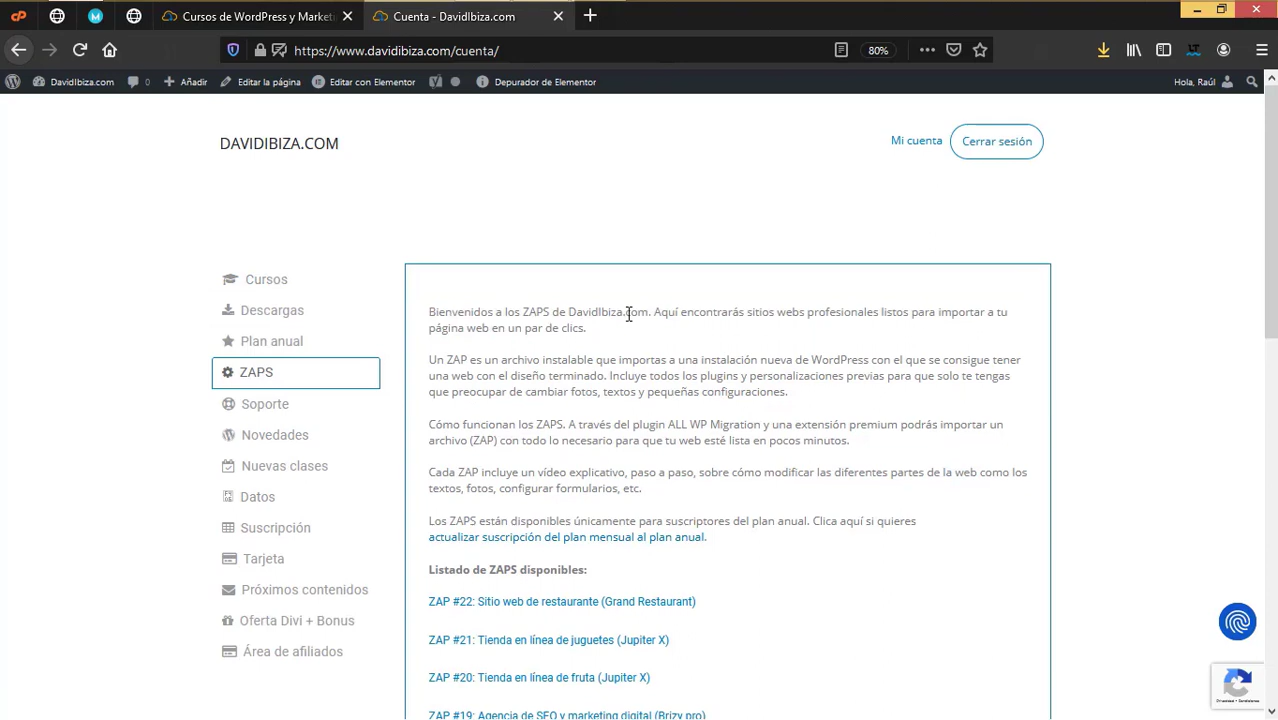 Cursos de WordPress y Market
Cuenta - DavidIbiza.com
https://www.davidibiza.com/cuenta/
80%
DavidIbiza.com
0
Añadir
Editar la página
Editar con Elementor
Depurador de Elementor
Hola, Raúl
DAVIDIBIZA.COM
Mi cuenta
Cerrar sesión
Cursos
Descargas
Plan anual
ZAPS
Soporte
Novedades
Nuevas clases
Datos
Suscripción
Tarjeta
Próximos contenidos
Oferta Divi + Bonus
Área de afiliados
Bienvenidos a los ZAPS de DavidIbiza.com. Aquí encontrarás sitios webs profesionales listos para importar a tu
página web en un par de clics.
Un ZAP es un archivo instalable que importas a una instalación nueva de WordPress con el que se consigue tener
una web con el diseño terminado. Incluye todos los plugins y personalizaciones previas para que solo te tengas
que preocupar de cambiar fotos, textos y pequeñas configuraciones.
Cómo funcionan los ZAPS. A través del plugin ALL WP Migration y una extensión premium podrás importar un
archivo (ZAP) con todo lo necesario para que tu web esté lista en pocos minutos.
Cada ZAP incluye un vídeo explicativo, paso a paso, sobre cómo modificar las diferentes partes de la web como los
textos, fotos, configurar formularios, etc.
Los ZAPS están disponibles únicamente para suscriptores del plan anual. Clica aquí si quieres
actualizar suscripción del plan mensual al plan anual.
Listado de ZAPS disponibles:
ZAP #22: Sitio web de restaurante (Grand Restaurant)
ZAP #21: Tienda en línea de juguetes (Jupiter X)
ZAP #20: Tienda en línea de fruta (Jupiter X)
ZAP #19: Agencia de SEO y marketing digital (Brizy pro)